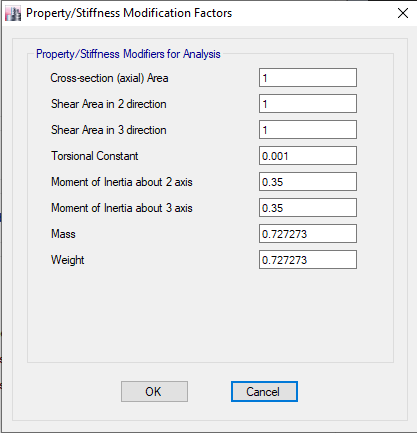 Property/Stiffness Modification Factors
Property/Stiffness Modifiers for Analysis
Cross-section (axial) Area 1
Shear Area in 2 direction 1
Shear Area in 3 direction 1
Torsional Constant 0.001
Moment of Inertia about 2 axis 0.35
Moment of Inertia about 3 axis 0.35
Mass 0.727273
Weight 0.727273
OK Cancel